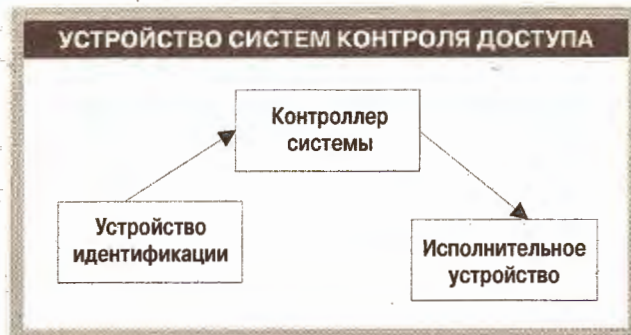 УСТРОЙСТВО СИСТЕМ КОНТРОЛЯ ДОСТУПА
Контроллер
системы
Устройство
идентификации
Исполнительное
устройство